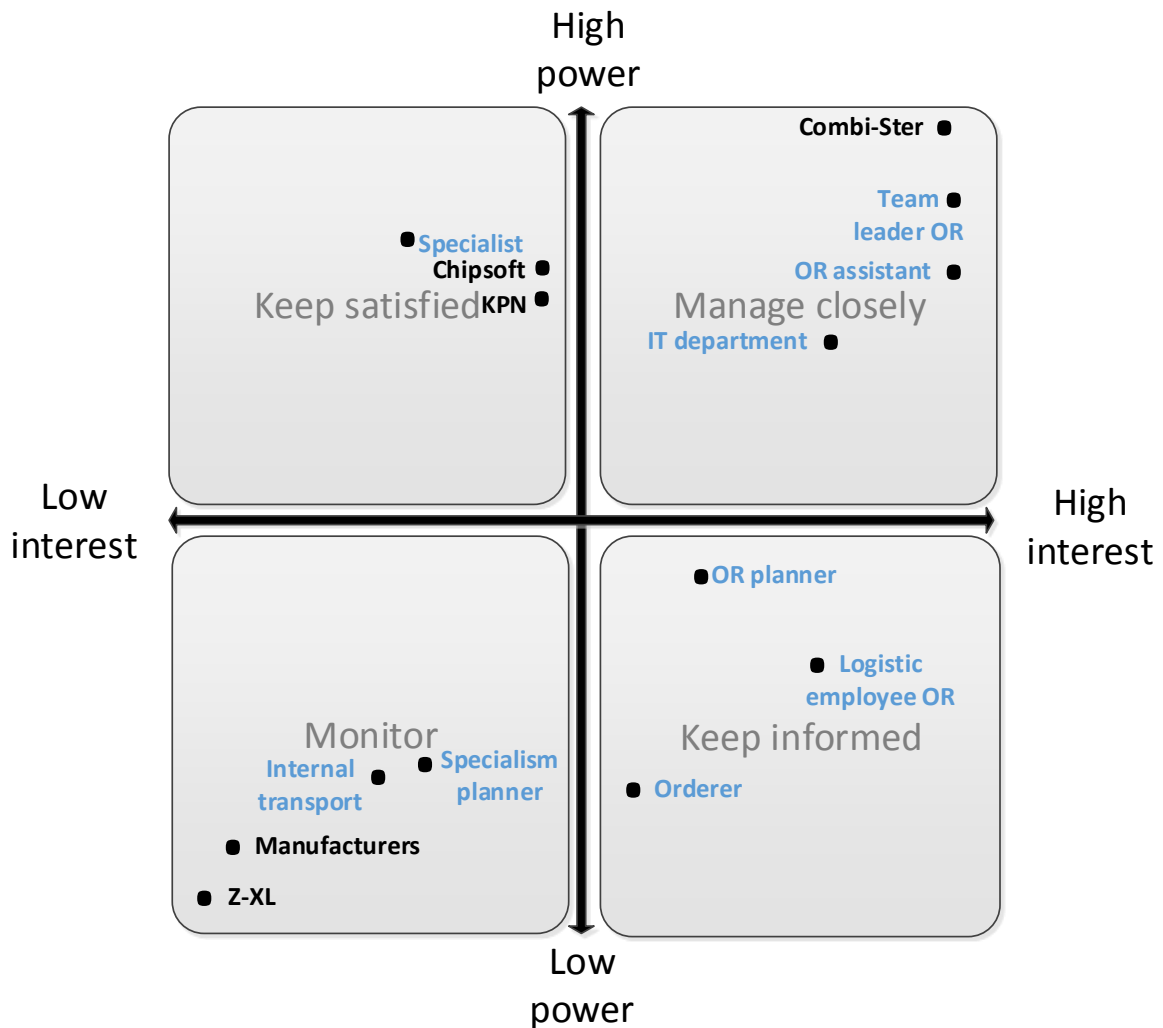 High
power
Combi-Ster
Team
leader OR
Specialist
Chipsoft
OR assistant
Keep satisfied
KPN
Manage closely
IT department
Low
interest
High
interest
OR planner
Logistic
employee OR
Monitor
Keep informed
Internal
transport
Specialism
planner
Orderer
Manufacturers
Z-XL
Low
power